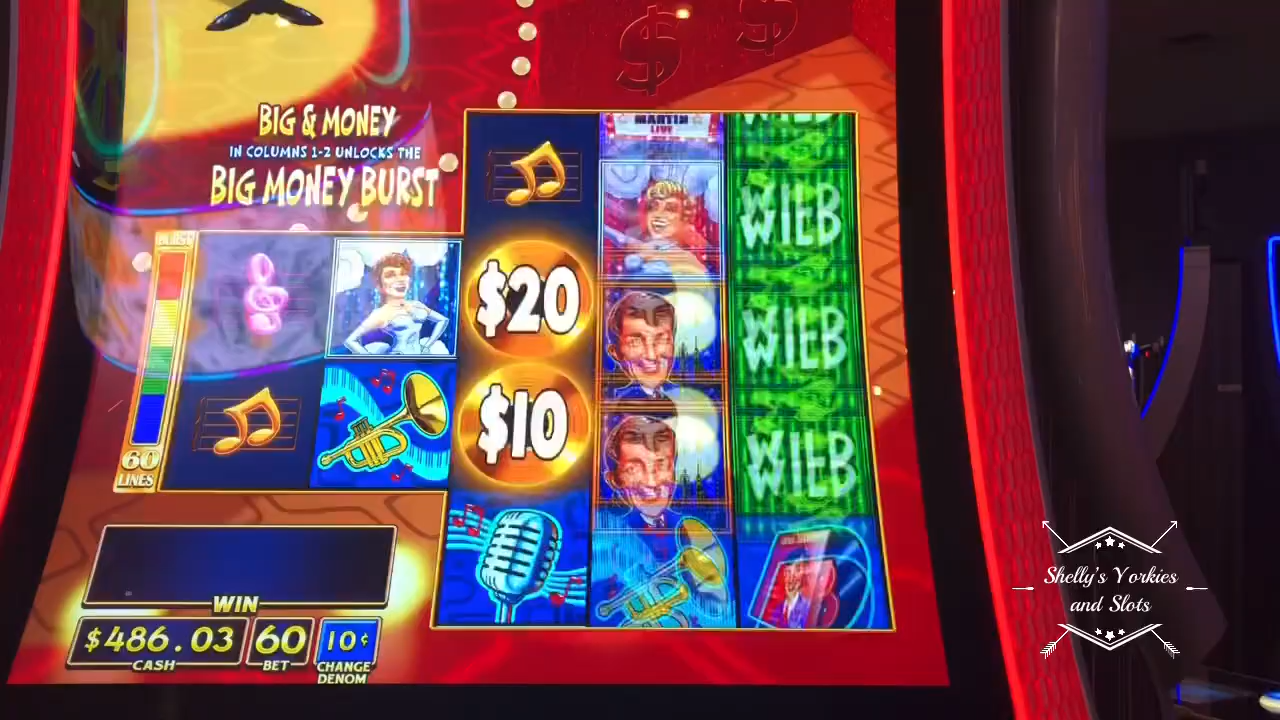 BIG & MONEY
IN COLUMNS 1-2 UNLOCKS THE
BIG MONEY BURST
BURST
60
LINES
MARTIN
LIVE
WILD
WILD
WILD
WILD
$20
$10
WIN
$486.03
CASH
60
BET
10¢
CHANGE
DENOM
Shelly's Yorkies
and Slots